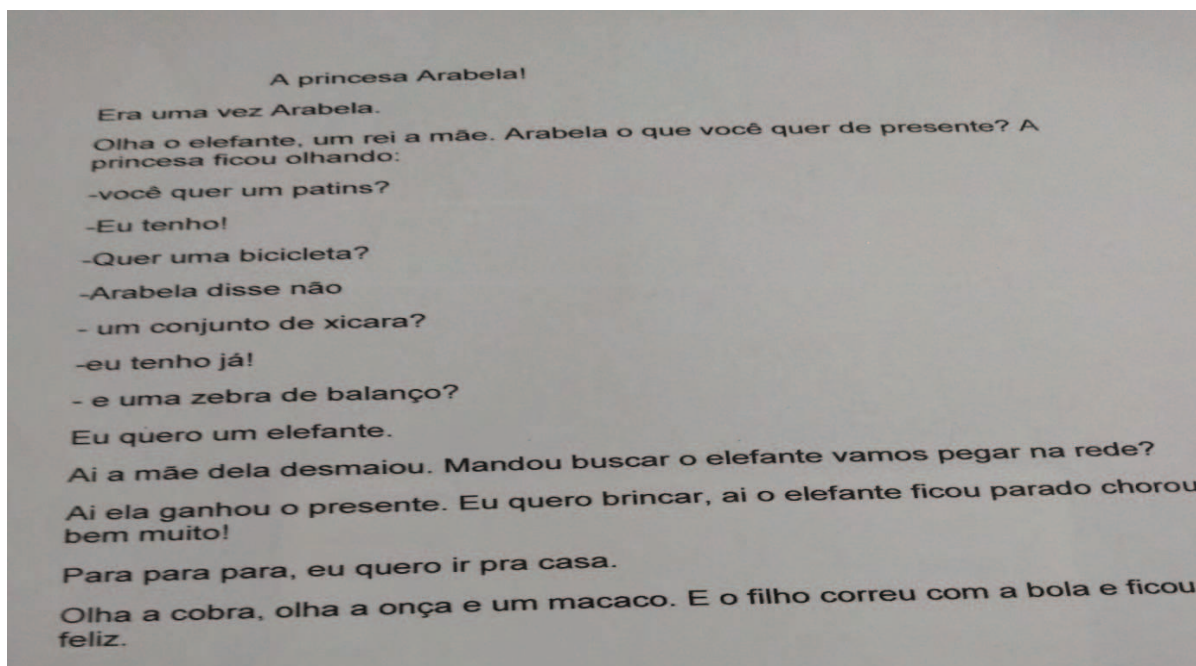 A princesa Arabela!
Era uma vez Arabela.
Olha o elefante, um rei a mãe. Arabela o que você quer de presente? A
princesa ficou olhando:
-você quer um patins?
-Eu tenho!
-Quer uma bicicleta?
-Arabela disse não
- um conjunto de xicara?
-eu tenho já!
- e uma zebra de balanço?
Eu quero um elefante.
Ai a mãe dela desmaiou. Mandou buscar o elefante vamos pegar na rede?
Ai ela ganhou o presente. Eu quero brincar, ai o elefante ficou parado chorou
bem muito!
Para para para, eu quero ir pra casa.
Olha a cobra, olha a onça e um macaco. E o filho correu com a bola e ficou
feliz.